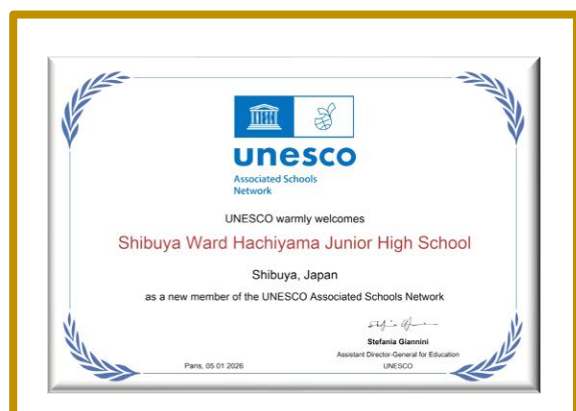 unesco
Associated Schools
Network
UNESCO warmly welcomes
Shibuya Ward Hachiyama Junior High School
Shibuya, Japan
as a new member of the UNESCO Associated Schools Network
Stefania Giannini
Assistant Director-General for Education
Paris, 05 01 2026
UNESCO